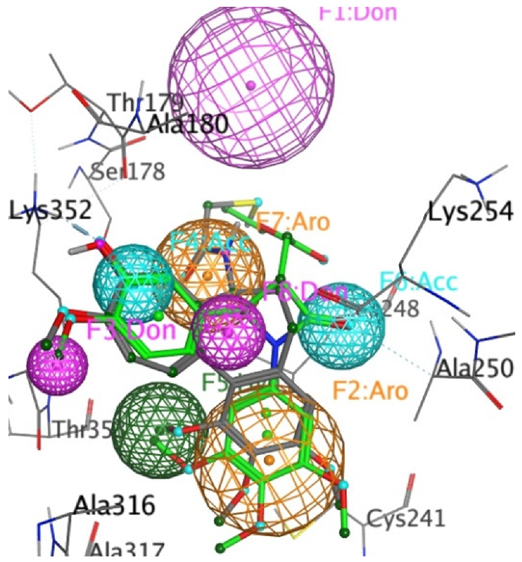 F1:Don
Thr179
Ala180
Ser178
Lys352
Lys254
F7:Aro
F4:Acc
F8:Don
F6:Acc
248
F3:Don
Ala250
F5
F2:Aro
Thr35
Ala316
Cys241
Ala317